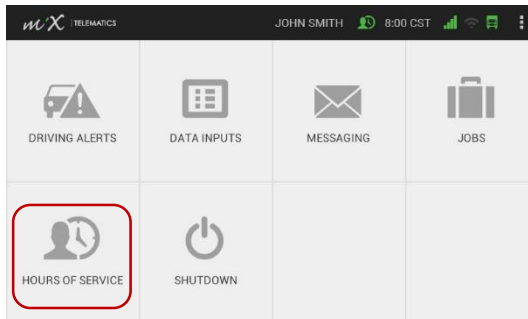 miX TELEMATICS JOHN SMITH 8:00 CST
DRIVING ALERTS DATA INPUTS MESSAGING JOBS
HOURS OF SERVICE SHUTDOWN